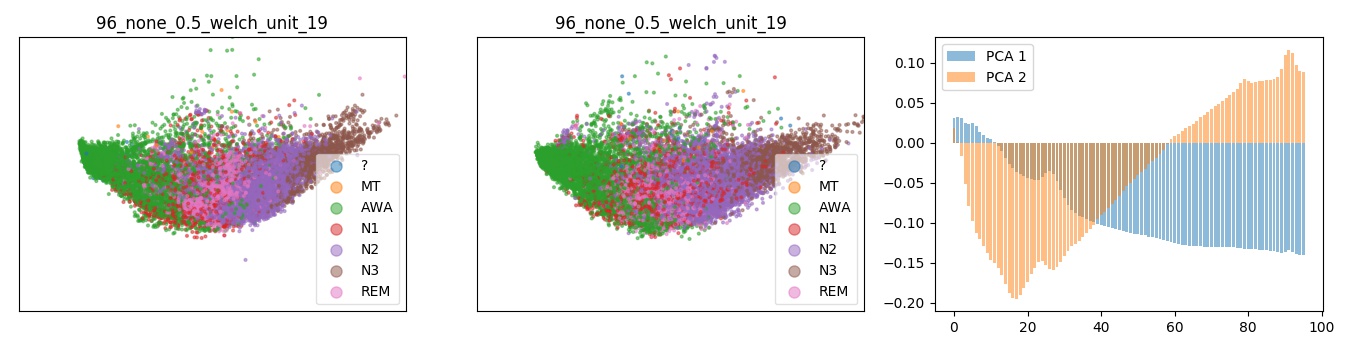 96_none_0.5_welch_unit_19
?
MT
AWA
N1
N2
N3
REM
96_none_0.5_welch_unit_19
?
MT
AWA
N1
N2
N3
REM
PCA 1
PCA 2
0.10
0.05
0.00
−0.05
−0.10
−0.15
−0.20
0 20 40 60 80 100